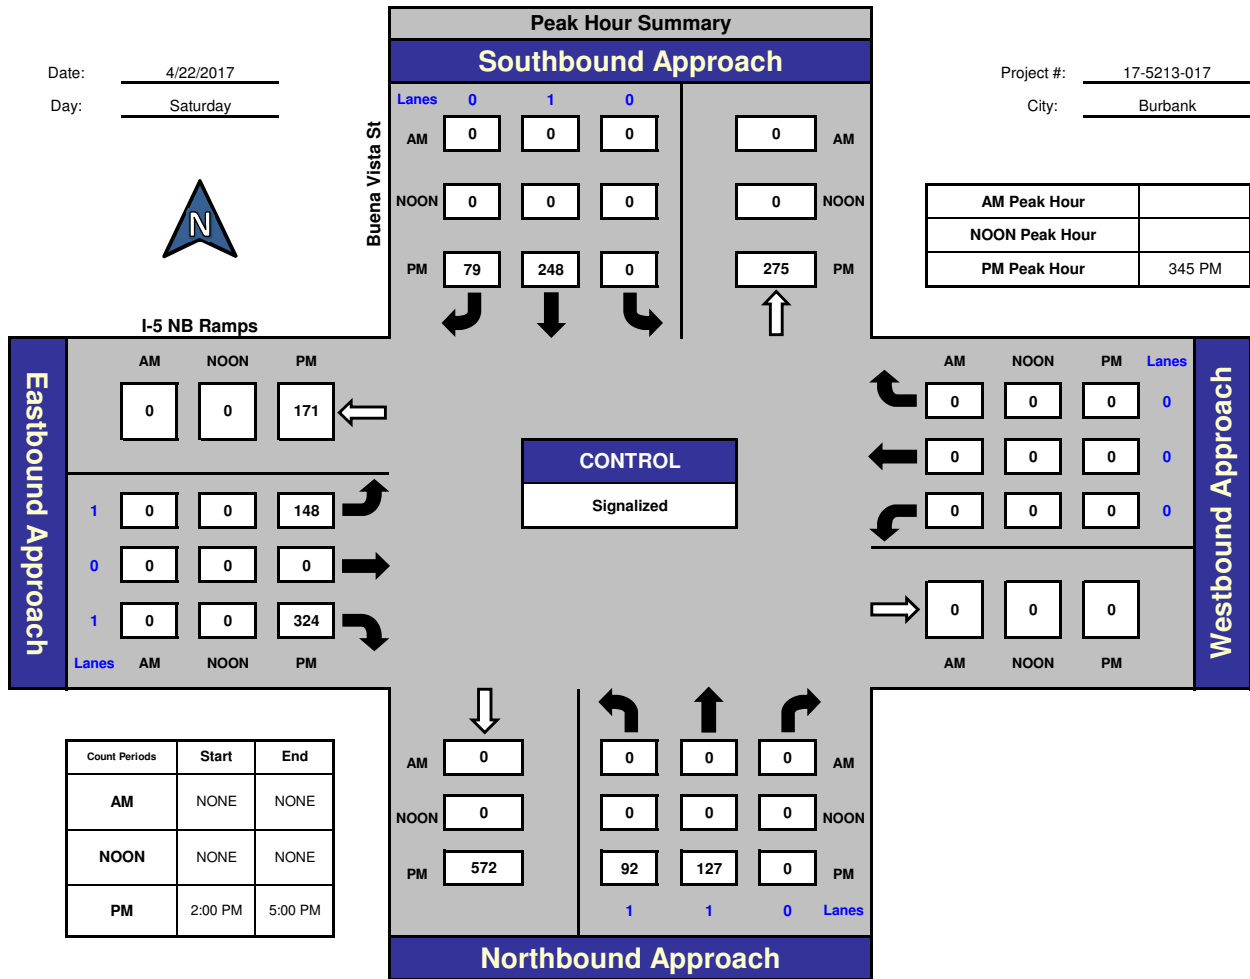 Peak Hour Summary
Southbound Approach
Date: 4/22/2017
Day: Saturday
Project #: 17-5213-017
City: Burbank
N
Buena Vista St
Lanes 0 1 0
AM 0 0 0 0 AM
NOON 0 0 0 0 NOON
PM 79 248 0 275 PM
AM Peak Hour
NOON Peak Hour
PM Peak Hour 345 PM
I-5 NB Ramps
Eastbound Approach
AM NOON PM
0 0 171
1 0 0 148
0 0 0 0
1 0 0 324
Lanes AM NOON PM
CONTROL
Signalized
AM NOON PM Lanes
0 0 0 0
0 0 0 0
0 0 0 0
0 0 0
AM NOON PM
Westbound Approach
Count Periods Start End
AM NONE NONE
NOON NONE NONE
PM 2:00 PM 5:00 PM
AM 0 0 0 0 AM
NOON 0 0 0 0 NOON
PM 572 92 127 0 PM
1 1 0 Lanes
Northbound Approach